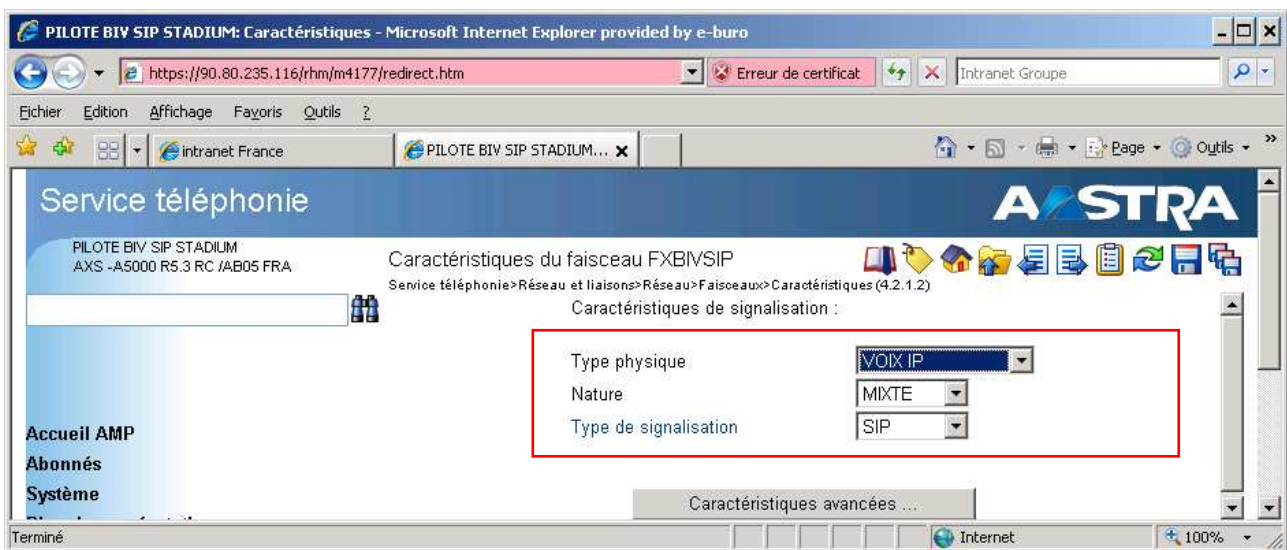 PILOTE BIV SIP STADIUM: Caractéristiques - Microsoft Internet Explorer provided by e-buro
https://90.80.235.116/rhm/m4177/redirect.htm
Erreur de certificat
Intranet Groupe
Fichier Edition Affichage Favoris Outils ?
intranet France
PILOTE BIV SIP STADIUM...
Page
Outils
Service téléphonie
AASTRA
PILOTE BIV SIP STADIUM
AXS -A5000 R5.3 RC /AB05 FRA
Caractéristiques du faisceau FXBIVSIP
Service téléphonie>Réseau et liaisons>Réseau>Faisceaux>Caractéristiques (4.2.1.2)
Caractéristiques de signalisation :
Type physique VOIX IP
Nature MIXTE
Type de signalisation SIP
Accueil AMP
Abonnés
Système
Caractéristiques avancées ...
Terminé
Internet
100%